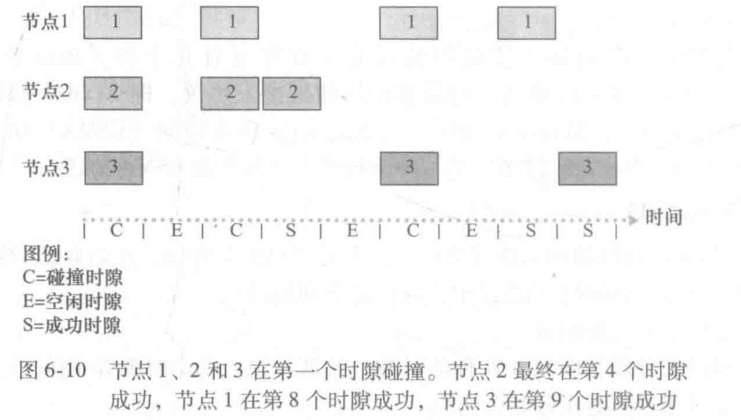 节点1 1 1 1 1
节点2 2 2 2
节点3 3 3 3
| C | E | C | S | E | C | E | S | S | 时间
图例：
C=碰撞时隙
E=空闲时隙
S=成功时隙
图 6-10 节点 1、2 和 3 在第一个时隙碰撞。节点 2 最终在第 4 个时隙
成功，节点 1 在第 8 个时隙成功，节点 3 在第 9 个时隙成功